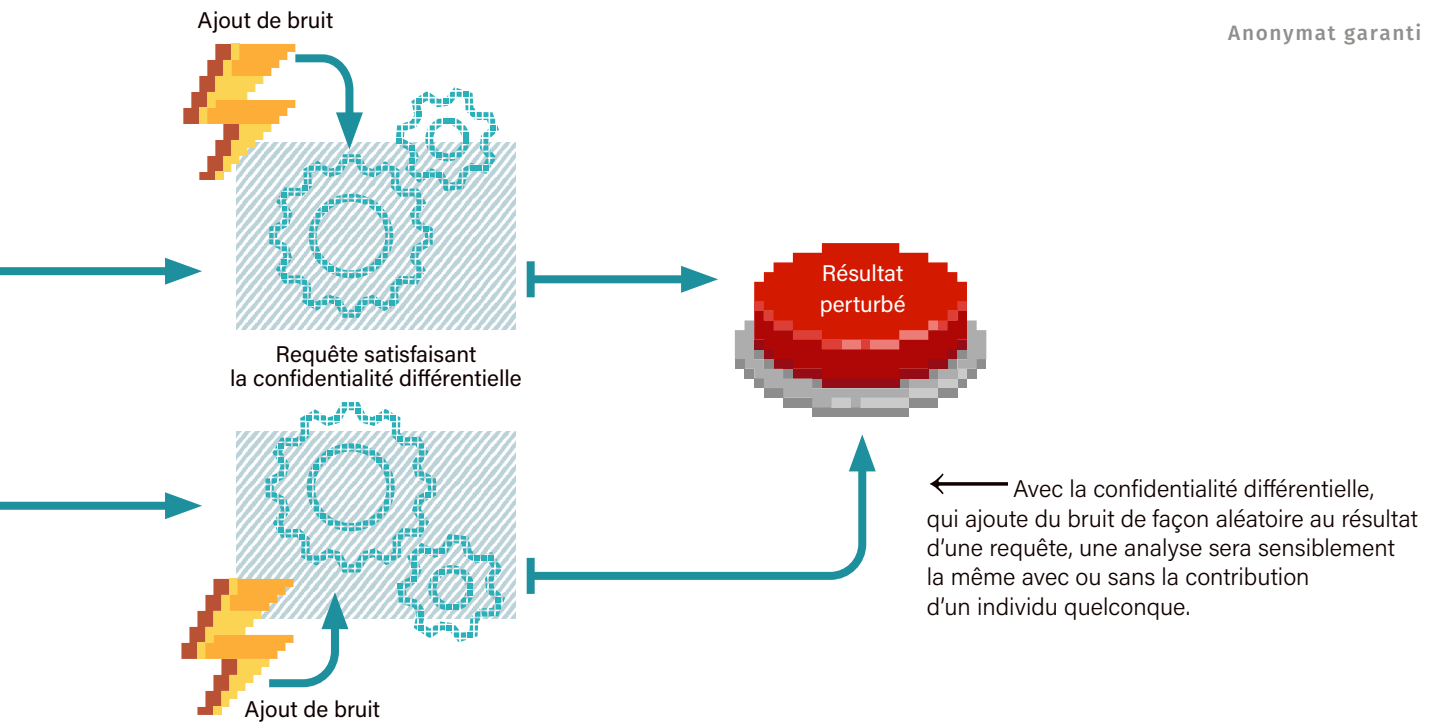 Ajout de bruit
Anonymat garanti
Résultat
perturbé
Requête satisfaisant
la confidentialité différentielle
Avec la confidentialité différentielle,
qui ajoute du bruit de façon aléatoire au résultat
d’une requête, une analyse sera sensiblement
la même avec ou sans la contribution
d’un individu quelconque.
Ajout de bruit